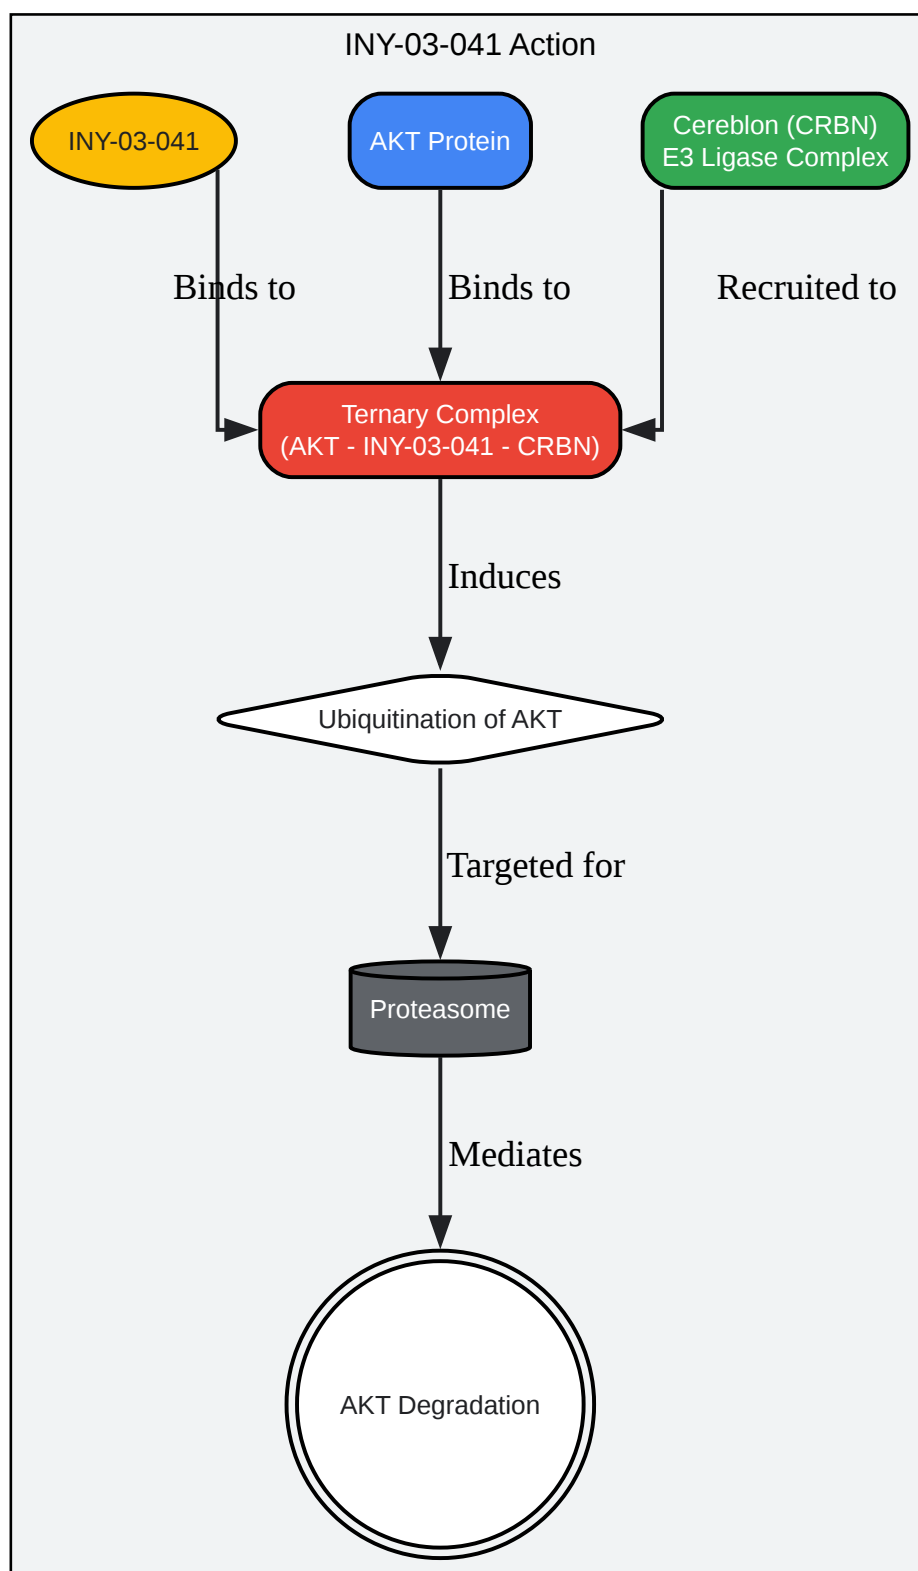 INY-03-041 Action
INY-03-041
AKT Protein
Cereblon (CRBN)
E3 Ligase Complex
Binds to
Binds to
Recruited to
Ternary Complex
(AKT - INY-03-041 - CRBN)
Induces
Ubiquitination of AKT
Targeted for
Proteasome
Mediates
AKT Degradation